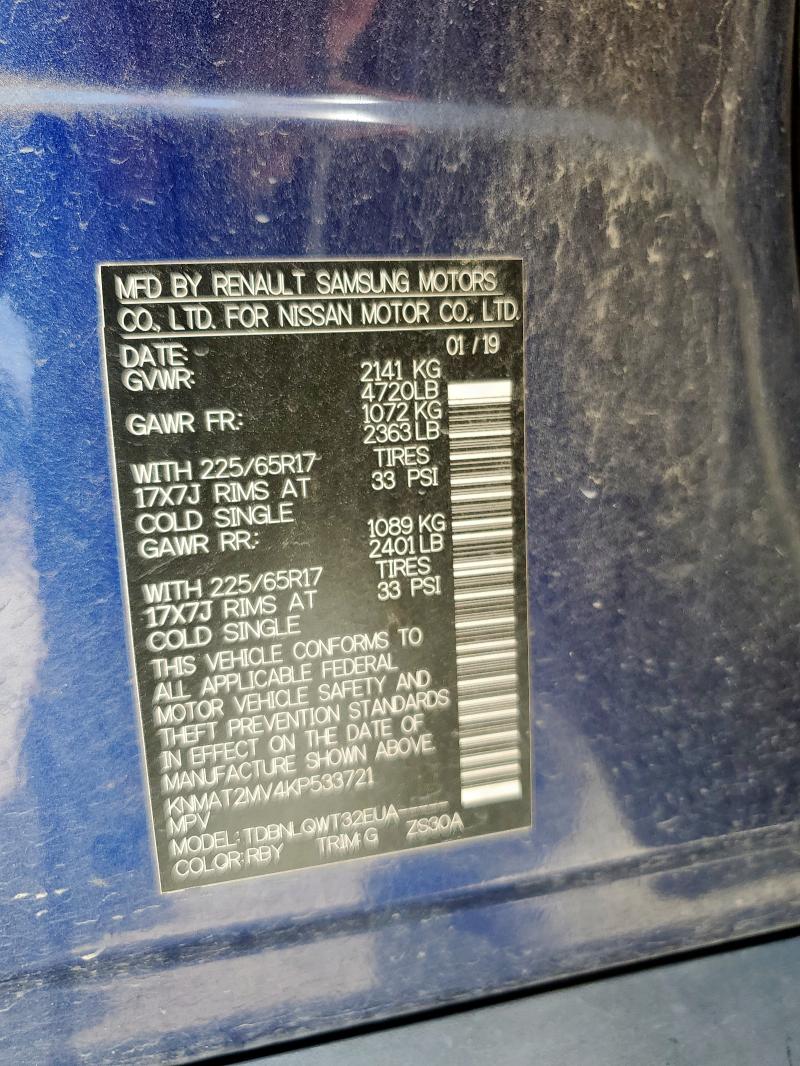 MFD BY RENAULT SAMSUNG MOTORS
CO., LTD. FOR NISSAN MOTOR CO., LTD.
DATE: 01 / 19
GVWR: 2141 KG
4720LB
GAWR FR: 1072 KG
2363 LB
WITH 225/65R17 TIRES
17X7J RIMS AT 33 PSI
COLD SINGLE
GAWR RR: 1089 KG
2401 LB
WITH 225/65R17 TIRES
17X7J RIMS AT 33 PSI
COLD SINGLE
THIS VEHICLE CONFORMS TO
ALL APPLICABLE FEDERAL
MOTOR VEHICLE SAFETY AND
THEFT PREVENTION STANDARDS
IN EFFECT ON THE DATE OF
MANUFACTURE SHOWN ABOVE.
KNMAT2MV4KP533721
MPV
MODEL: TDBNLQWT32EUA-----
COLOR: RBY TRIM: G ZS30A